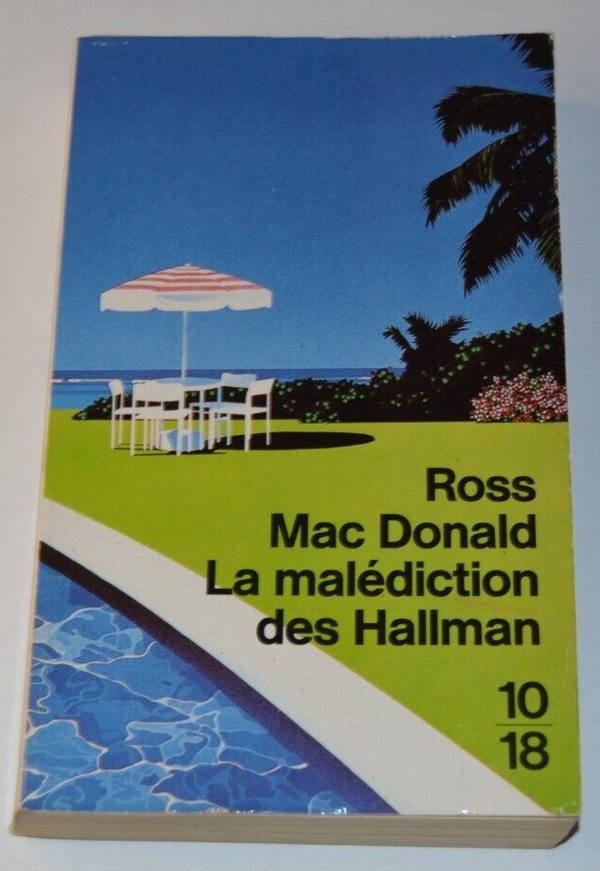 Ross
Mac Donald
La malédiction
des Hallman
10
18